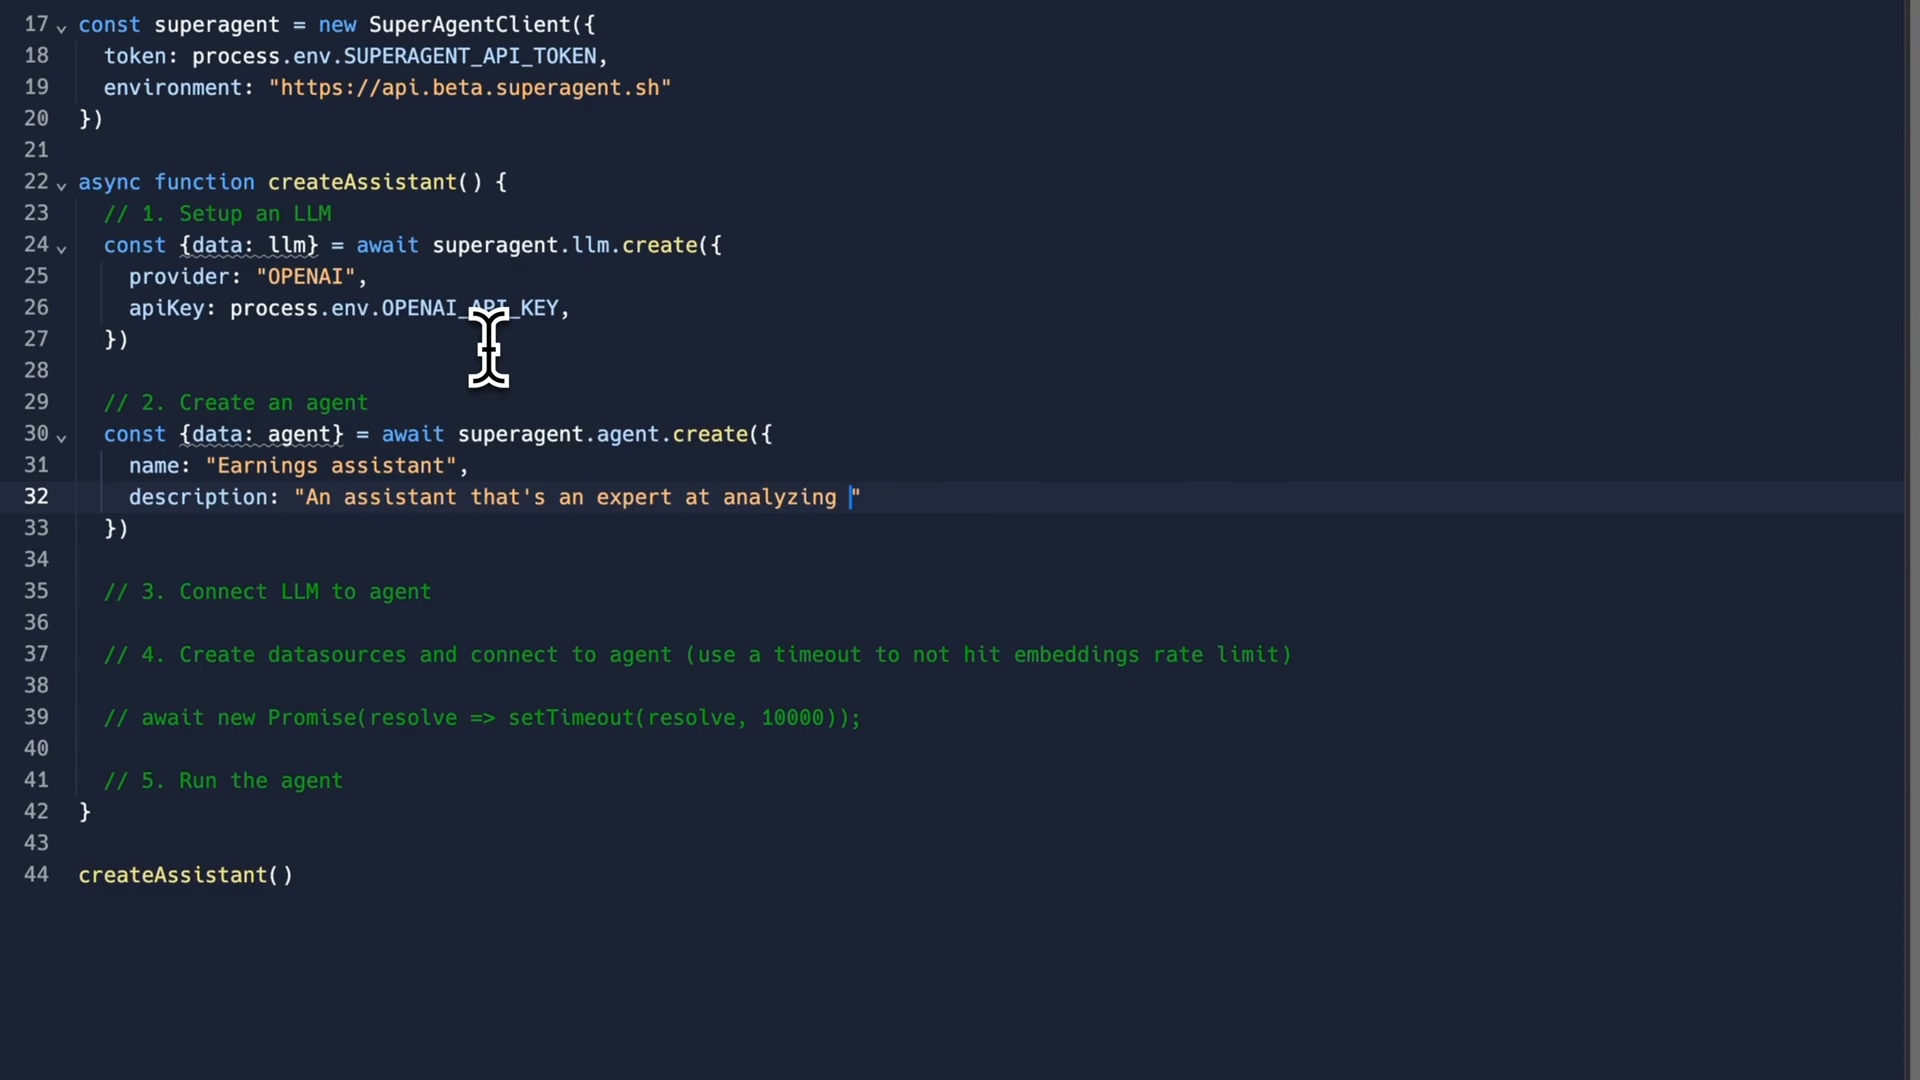 17 const superagent = new SuperAgentClient({
18 token: process.env.SUPERAGENT_API_TOKEN,
19 environment: "https://api.beta.superagent.sh"
20 })
21
22 async function createAssistant() {
23 // 1. Setup an LLM
24 const {data: llm} = await superagent.llm.create({
25 provider: "OPENAI",
26 apiKey: process.env.OPENAI_API_KEY,
27 })
28
29 // 2. Create an agent
30 const {data: agent} = await superagent.agent.create({
31 name: "Earnings assistant",
32 description: "An assistant that's an expert at analyzing "
33 })
34
35 // 3. Connect LLM to agent
36
37 // 4. Create datasources and connect to agent (use a timeout to not hit embeddings rate limit)
38
39 // await new Promise(resolve => setTimeout(resolve, 10000));
40
41 // 5. Run the agent
42 }
43
44 createAssistant()